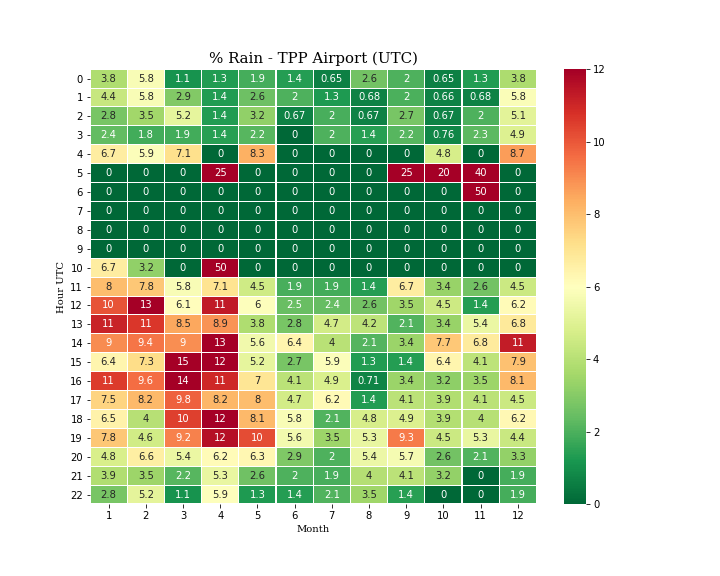 % Rain - TPP Airport (UTC)
0 3.8 5.8 1.1 1.3 1.9 1.4 0.65 2.6 2 0.65 1.3 3.8
1 4.4 5.8 2.9 1.4 2.6 2 1.3 0.68 2 0.66 0.68 5.8
2 2.8 3.5 5.2 1.4 3.2 0.67 2 0.67 2.7 0.67 2 5.1
3 2.4 1.8 1.9 1.4 2.2 0 2 1.4 2.2 0.76 2.3 4.9
4 6.7 5.9 7.1 0 8.3 0 0 0 0 4.8 0 8.7
5 0 0 0 25 0 0 0 0 25 20 40 0
6 0 0 0 0 0 0 0 0 0 0 50 0
7 0 0 0 0 0 0 0 0 0 0 0 0
8 0 0 0 0 0 0 0 0 0 0 0 0
9 0 0 0 0 0 0 0 0 0 0 0 0
10 6.7 3.2 0 50 0 0 0 0 0 0 0 0
11 8 7.8 5.8 7.1 4.5 1.9 1.9 1.4 6.7 3.4 2.6 4.5
12 10 13 6.1 11 6 2.5 2.4 2.6 3.5 4.5 1.4 6.2
13 11 11 8.5 8.9 3.8 2.8 4.7 4.2 2.1 3.4 5.4 6.8
14 9 9.4 9 13 5.6 6.4 4 2.1 3.4 7.7 6.8 11
15 6.4 7.3 15 12 5.2 2.7 5.9 1.3 1.4 6.4 4.1 7.9
16 11 9.6 14 11 7 4.1 4.9 0.71 3.4 3.2 3.5 8.1
17 7.5 8.2 9.8 8.2 8 4.7 6.2 1.4 4.1 3.9 4.1 4.5
18 6.5 4 10 12 8.1 5.8 2.1 4.8 4.9 3.9 4 6.2
19 7.8 4.6 9.2 12 10 5.6 3.5 5.3 9.3 4.5 5.3 4.4
20 4.8 6.6 5.4 6.2 6.3 2.9 2 5.4 5.7 2.6 2.1 3.3
21 3.9 3.5 2.2 5.3 2.6 2 1.9 4 4.1 3.2 0 1.9
22 2.8 5.2 1.1 5.9 1.3 1.4 2.1 3.5 1.4 0 0 1.9
1 2 3 4 5 6 7 8 9 10 11 12
Month
Hour UTC
12
10
8
6
4
2
0